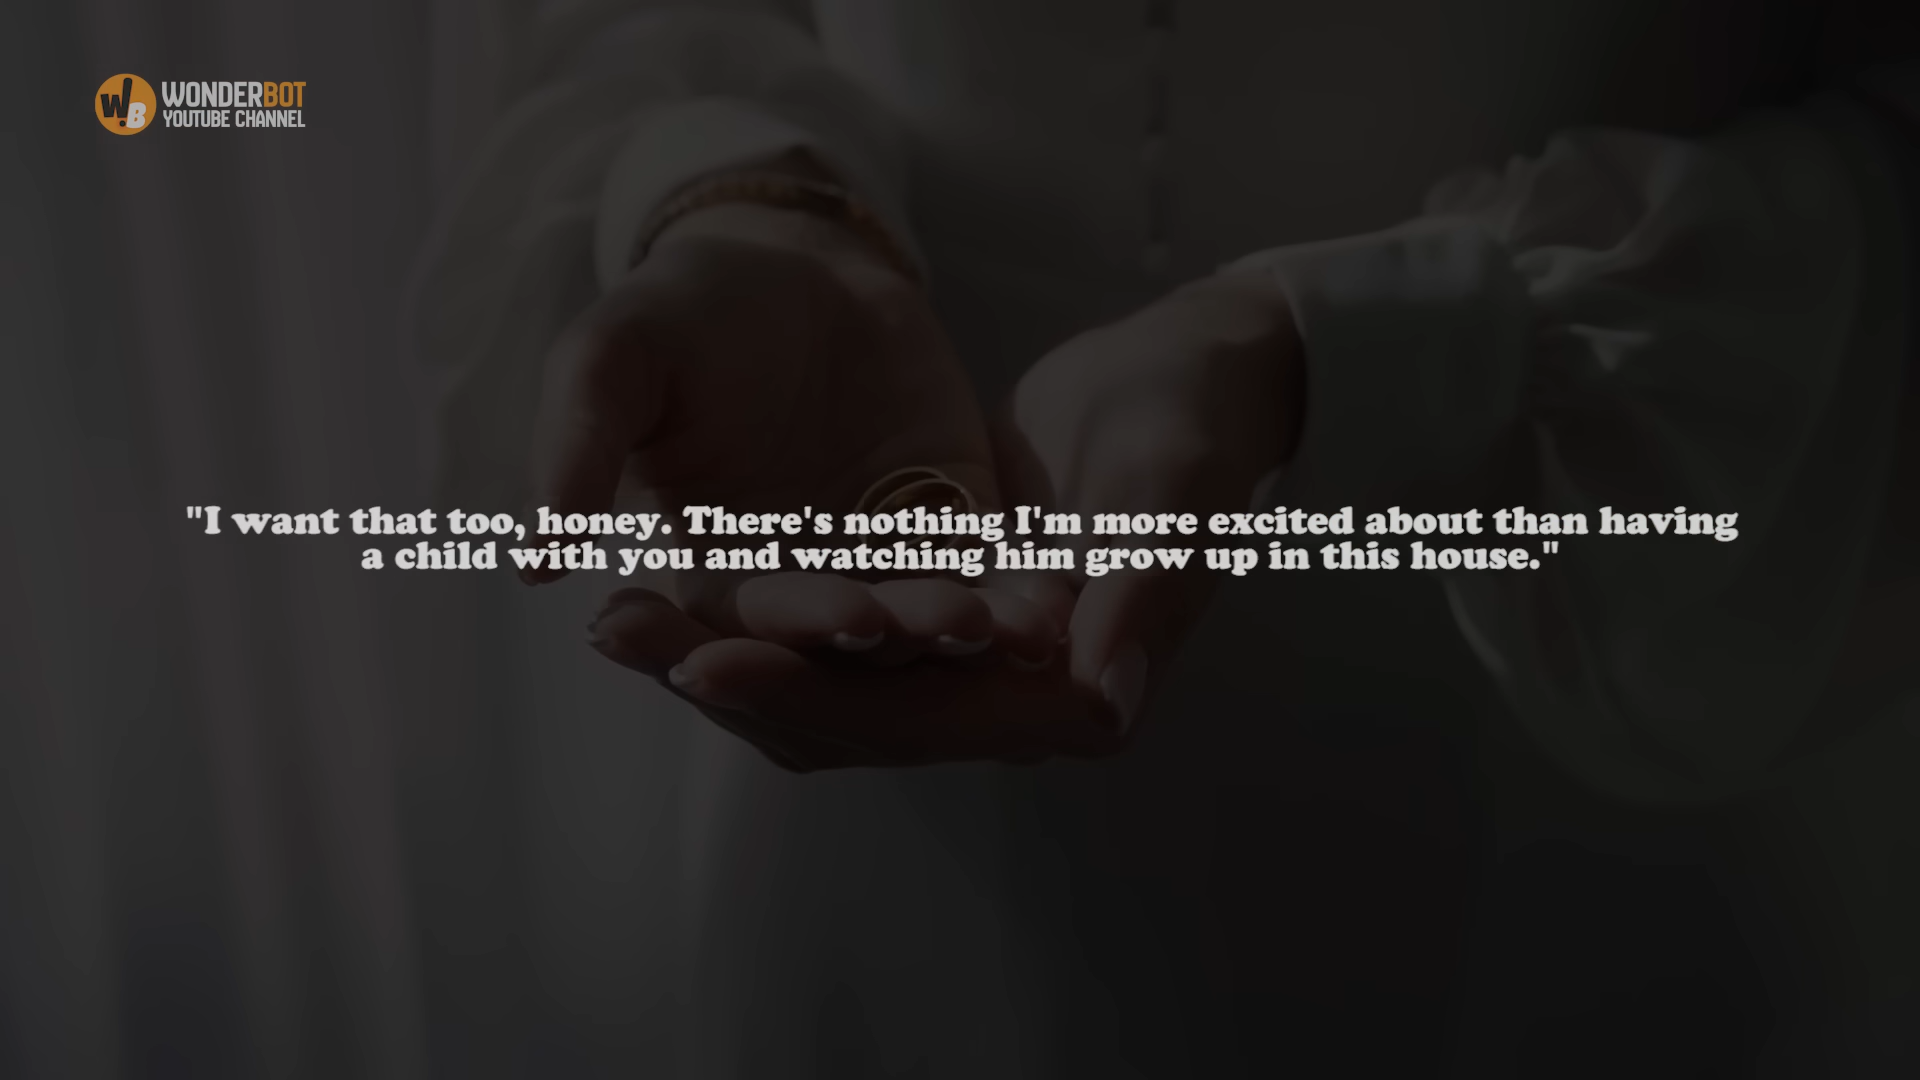 W!B WONDERBOT
YOUTUBE CHANNEL
"I want that too, honey. There's nothing I'm more excited about than having
a child with you and watching him grow up in this house."